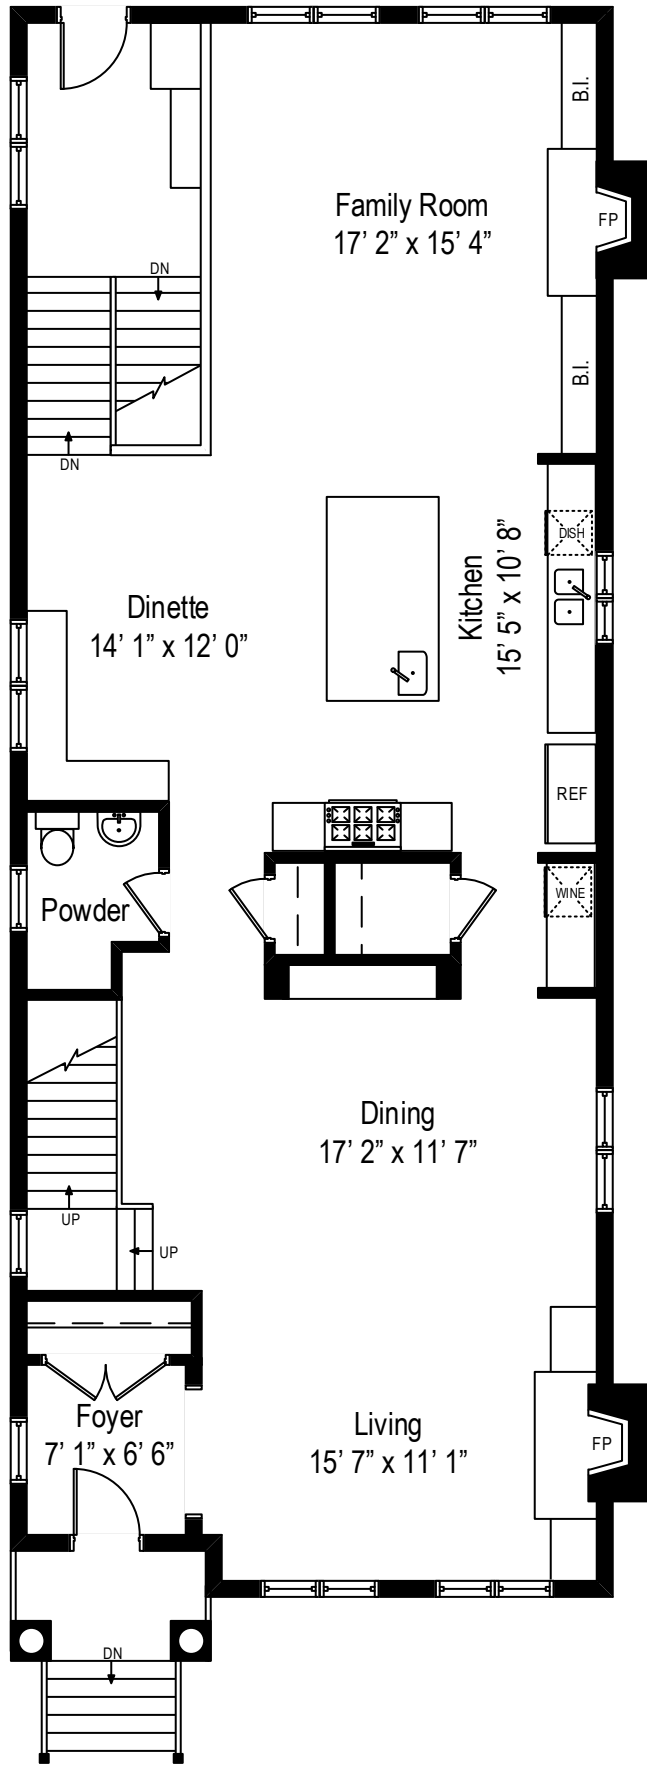 B.I.
Family Room
17’ 2” x 15’ 4”
FP
DN
B.I.
DN
DISH
Kitchen
15’ 5” x 10’ 8”
Dinette
14’ 1” x 12’ 0”
REF
WINE
Powder
Dining
17’ 2” x 11’ 7”
UP
UP
Foyer
7’ 1” x 6’ 6”
Living
15’ 7” x 11’ 1”
FP
DN